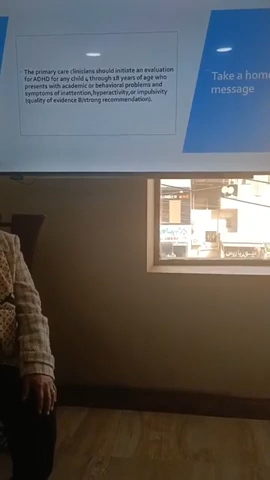 The primary care clinicians should initiate an evaluation
for ADHD for any child 4 through 18 years of age who
presents with academic or behavioral problems and
symptoms of inattention,hyperactivity,or impulsivity
(quality of evidence B/strong recommendation).
Take a home
message